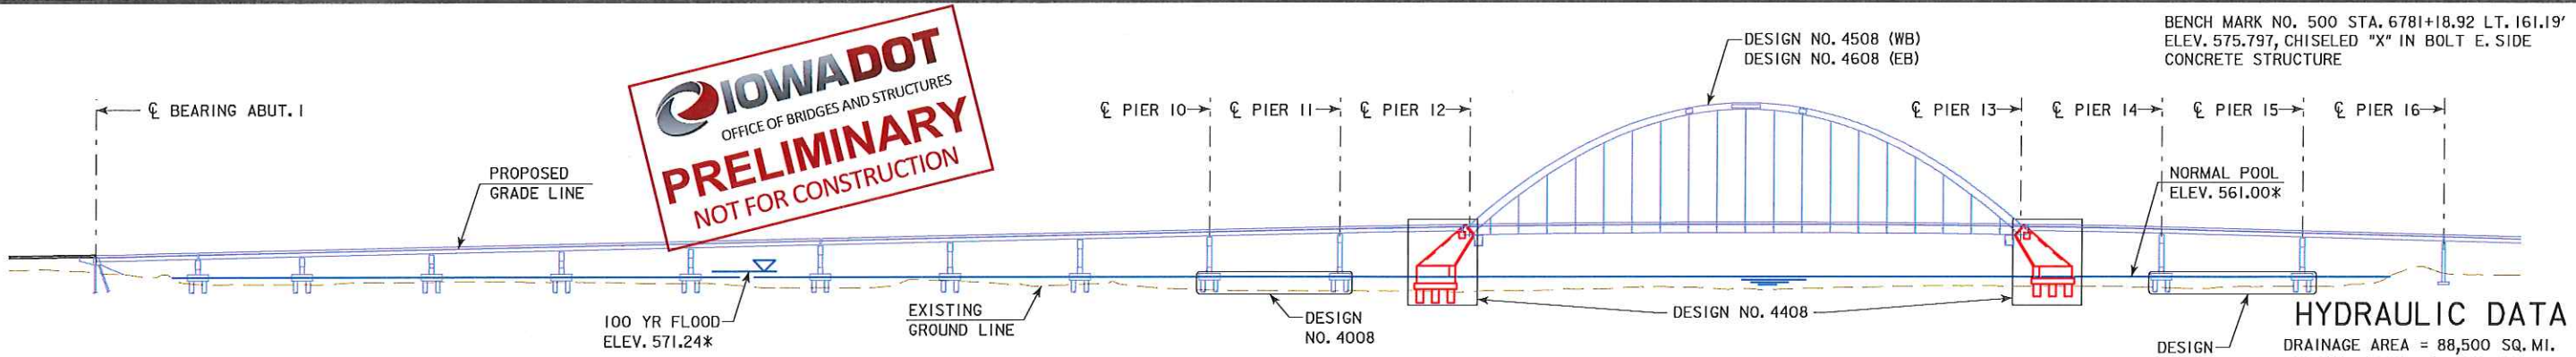 BENCH MARK NO. 500 STA. 6781+18.92 LT. 161.19'
ELEV. 575.797, CHISELED "X" IN BOLT E. SIDE
CONCRETE STRUCTURE
DESIGN NO. 4508 (WB)
DESIGN NO. 4608 (EB)
IOWADOT
OFFICE OF BRIDGES AND STRUCTURES
PRELIMINARY
NOT FOR CONSTRUCTION
℄ BEARING ABUT. 1
℄ PIER 10
℄ PIER 11
℄ PIER 12
℄ PIER 13
℄ PIER 14
℄ PIER 15
℄ PIER 16
PROPOSED
GRADE LINE
NORMAL POOL
ELEV. 561.00*
100 YR FLOOD
ELEV. 571.24*
EXISTING
GROUND LINE
DESIGN
NO. 4008
DESIGN NO. 4408
DESIGN
HYDRAULIC DATA
DRAINAGE AREA = 88,500 SQ. MI.